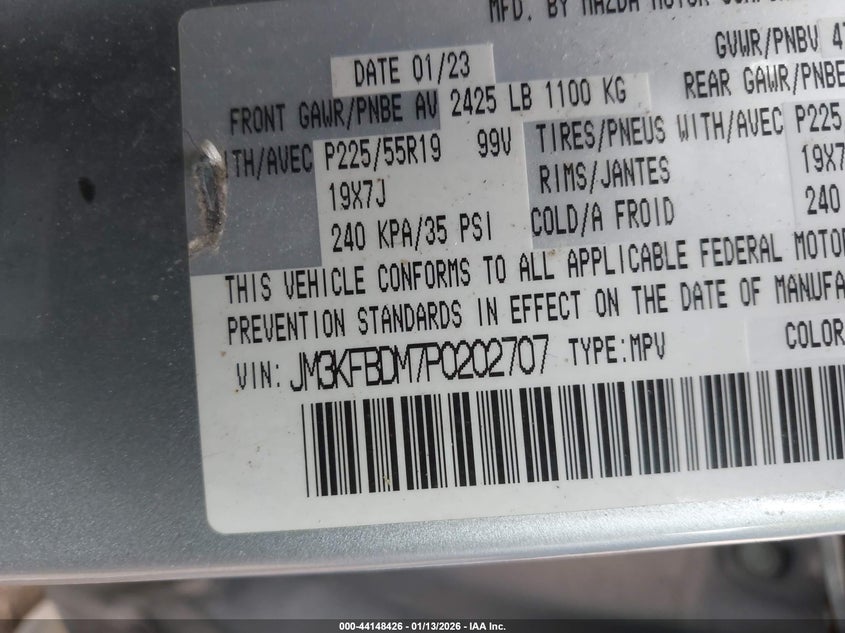 MFD. BY MAZDA MOTOR
GVWR/PNBV
DATE 01/23
FRONT GAWR/PNBE AV 2425 LB 1100 KG REAR GAWR/PNBE
WITH/AVEC P225/55R19 99V TIRES/PNEUS WITH/AVEC P225
19X7J RIMS/JANTES 19X7
240 KPA/35 PSI COLD/A FROID 240
THIS VEHICLE CONFORMS TO ALL APPLICABLE FEDERAL MOTOR
PREVENTION STANDARDS IN EFFECT ON THE DATE OF MANUFA
VIN: JM3KFBDM7P0202707 TYPE:MPV COLOR
000-44148426 - 01/13/2026 - IAA Inc.